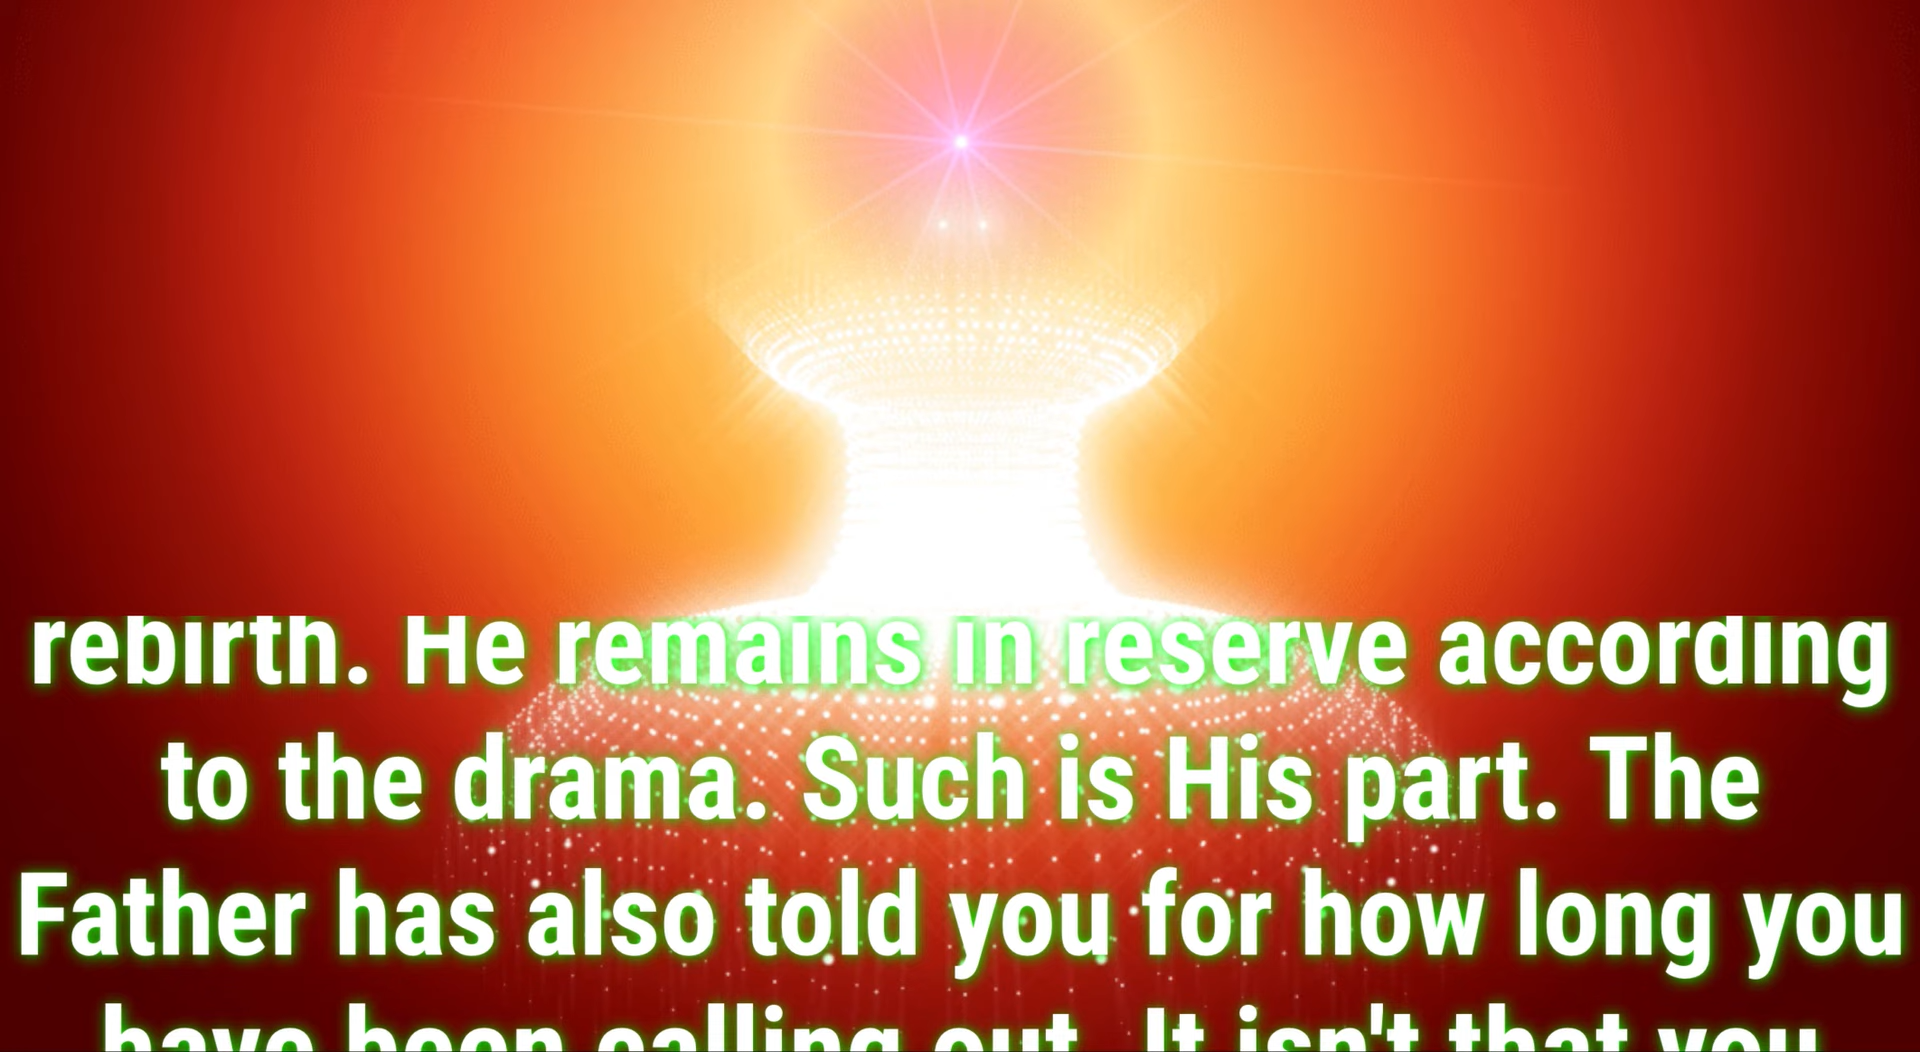 rebirth. He remains in reserve according
to the drama. Such is His part. The
Father has also told you for how long you
have been calling out. It isn't that you